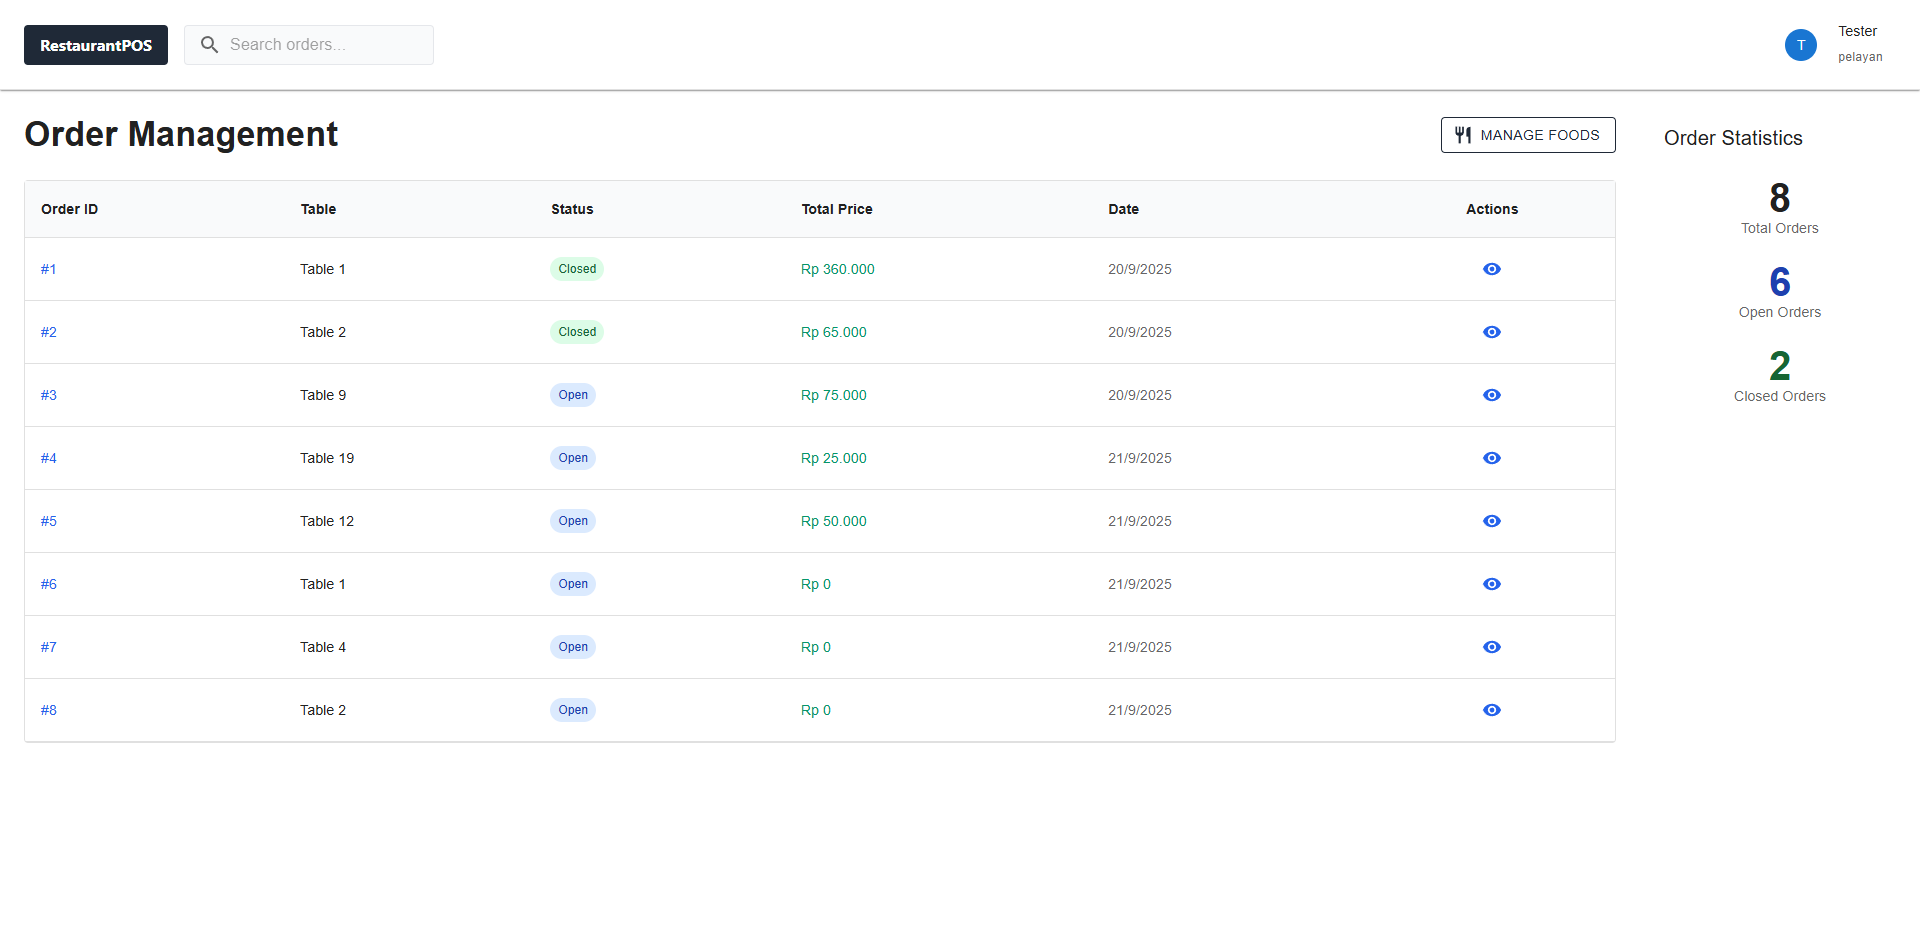 RestaurantPOS
Search orders...
T
Tester
pelayan
Order Management
MANAGE FOODS
Order ID Table Status Total Price Date Actions
#1 Table 1 Closed Rp 360.000 20/9/2025
#2 Table 2 Closed Rp 65.000 20/9/2025
#3 Table 9 Open Rp 75.000 20/9/2025
#4 Table 19 Open Rp 25.000 21/9/2025
#5 Table 12 Open Rp 50.000 21/9/2025
#6 Table 1 Open Rp 0 21/9/2025
#7 Table 4 Open Rp 0 21/9/2025
#8 Table 2 Open Rp 0 21/9/2025
Order Statistics
8
Total Orders
6
Open Orders
2
Closed Orders